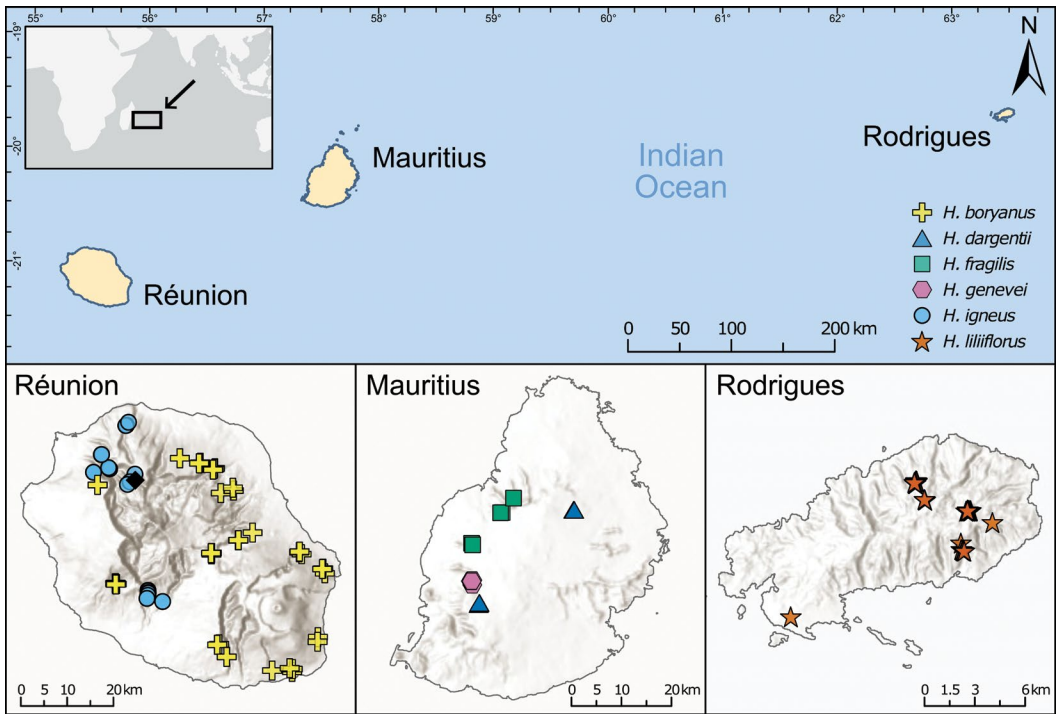 55° 56° 57° 58° 59° 60° 61° 62° 63°
-19°
-20°
-21°
N
Mauritius
Rodrigues
Indian
Ocean
Réunion
H. boryanus
H. dargentii
H. fragilis
H. genevei
H. igneus
H. liliiflorus
0 50 100 200 km
Réunion
0 5 10 20 km
Mauritius
0 5 10 20 km
Rodrigues
0 1.5 3 6 km